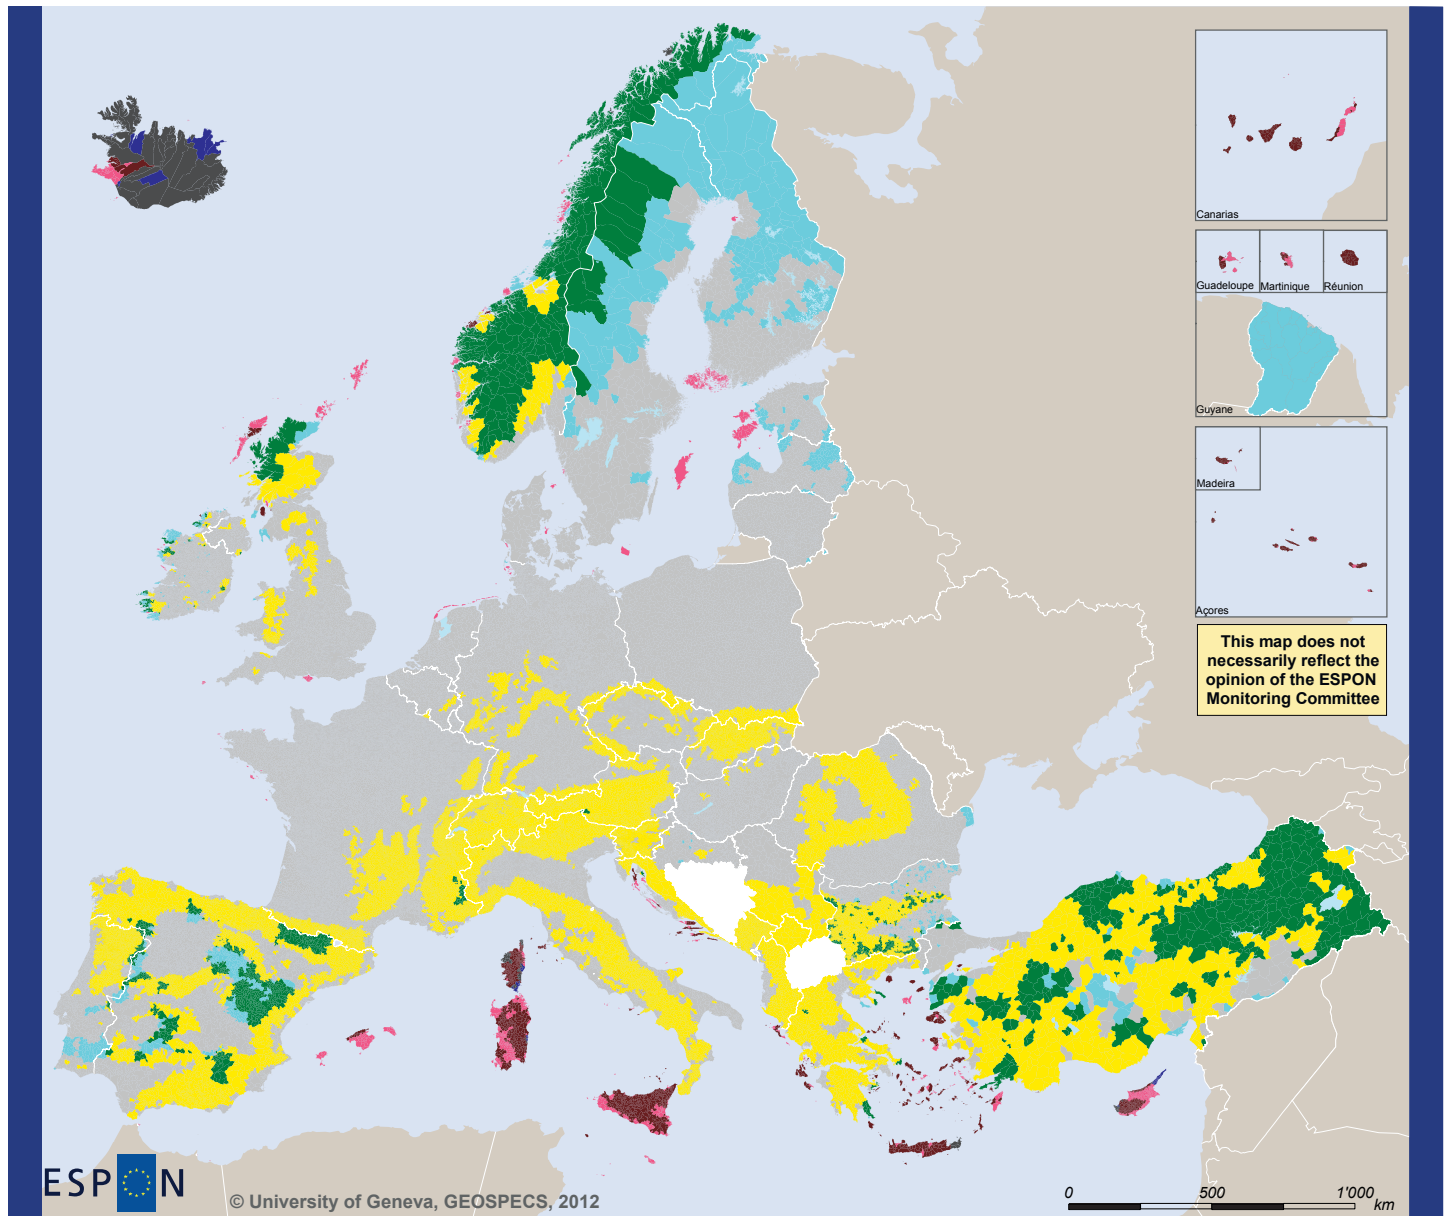 Canarias
Guadeloupe
Martinique
Réunion
Guyane
Madeira
Açores
This map does not
necessarily reflect the
opinion of the ESPON
Monitoring Committee
ESPON
© University of Geneva, GEOSPECS, 2012
0 500 1'000
km